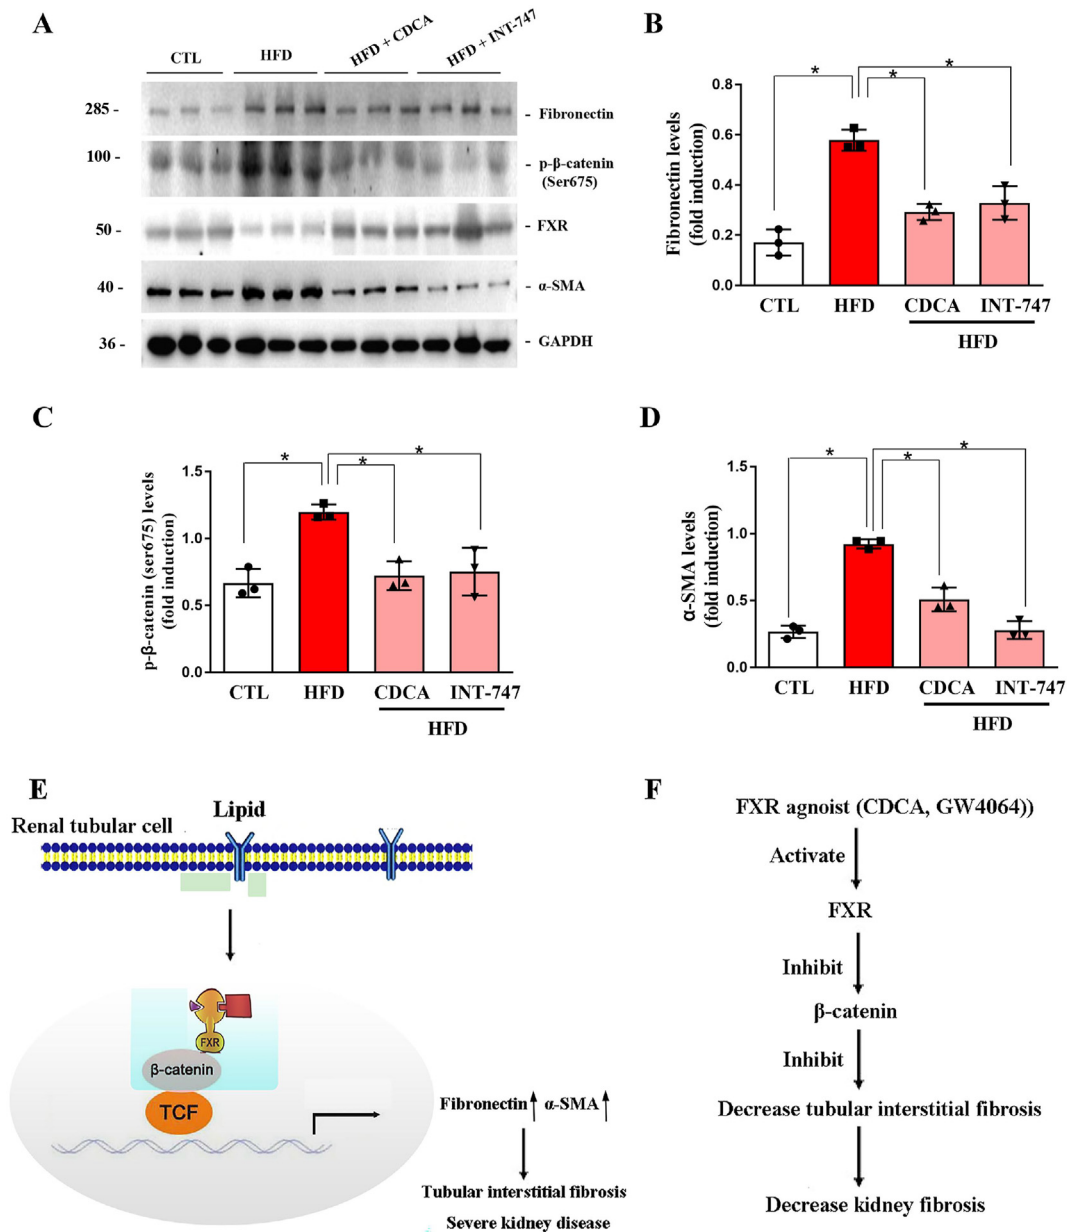 A
CTL
HFD
HFD + CDCA
HFD + INT-747
285 -
- Fibronectin
100 -
- p-β-catenin
(Ser675)
50 -
- FXR
40 -
- α-SMA
36 -
- GAPDH
B
Fibronectin levels
(fold induction)
0.8
0.6
0.4
0.2
0.0
* * *
CTL HFD CDCA INT-747
HFD
C
p-β-catenin (ser675) levels
(fold induction)
1.5
1.0
0.5
0.0
* * *
CTL HFD CDCA INT-747
HFD
D
α-SMA levels
(fold induction)
1.5
1.0
0.5
0.0
* * *
CTL HFD CDCA INT-747
HFD
E
Lipid
Renal tubular cell
FXR
β-catenin
TCF
Fibronectin α-SMA
Tubular interstitial fibrosis
Severe kidney disease
F
FXR agnoist (CDCA, GW4064))
Activate
FXR
Inhibit
β-catenin
Inhibit
Decrease tubular interstitial fibrosis
Decrease kidney fibrosis